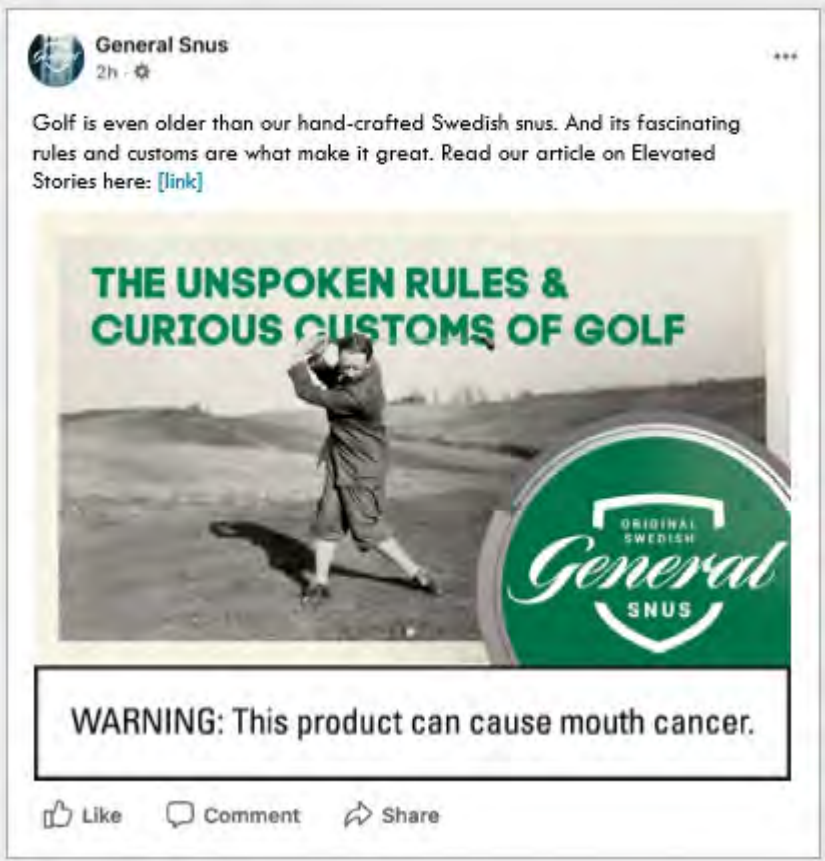 General Snus
2h ·
Golf is even older than our hand-crafted Swedish snus. And its fascinating
rules and customs are what make it great. Read our article on Elevated
Stories here: [link]
THE UNSPOKEN RULES &
CURIOUS CUSTOMS OF GOLF
ORIGINAL
SWEDISH
General
SNUS
WARNING: This product can cause mouth cancer.
Like Comment Share